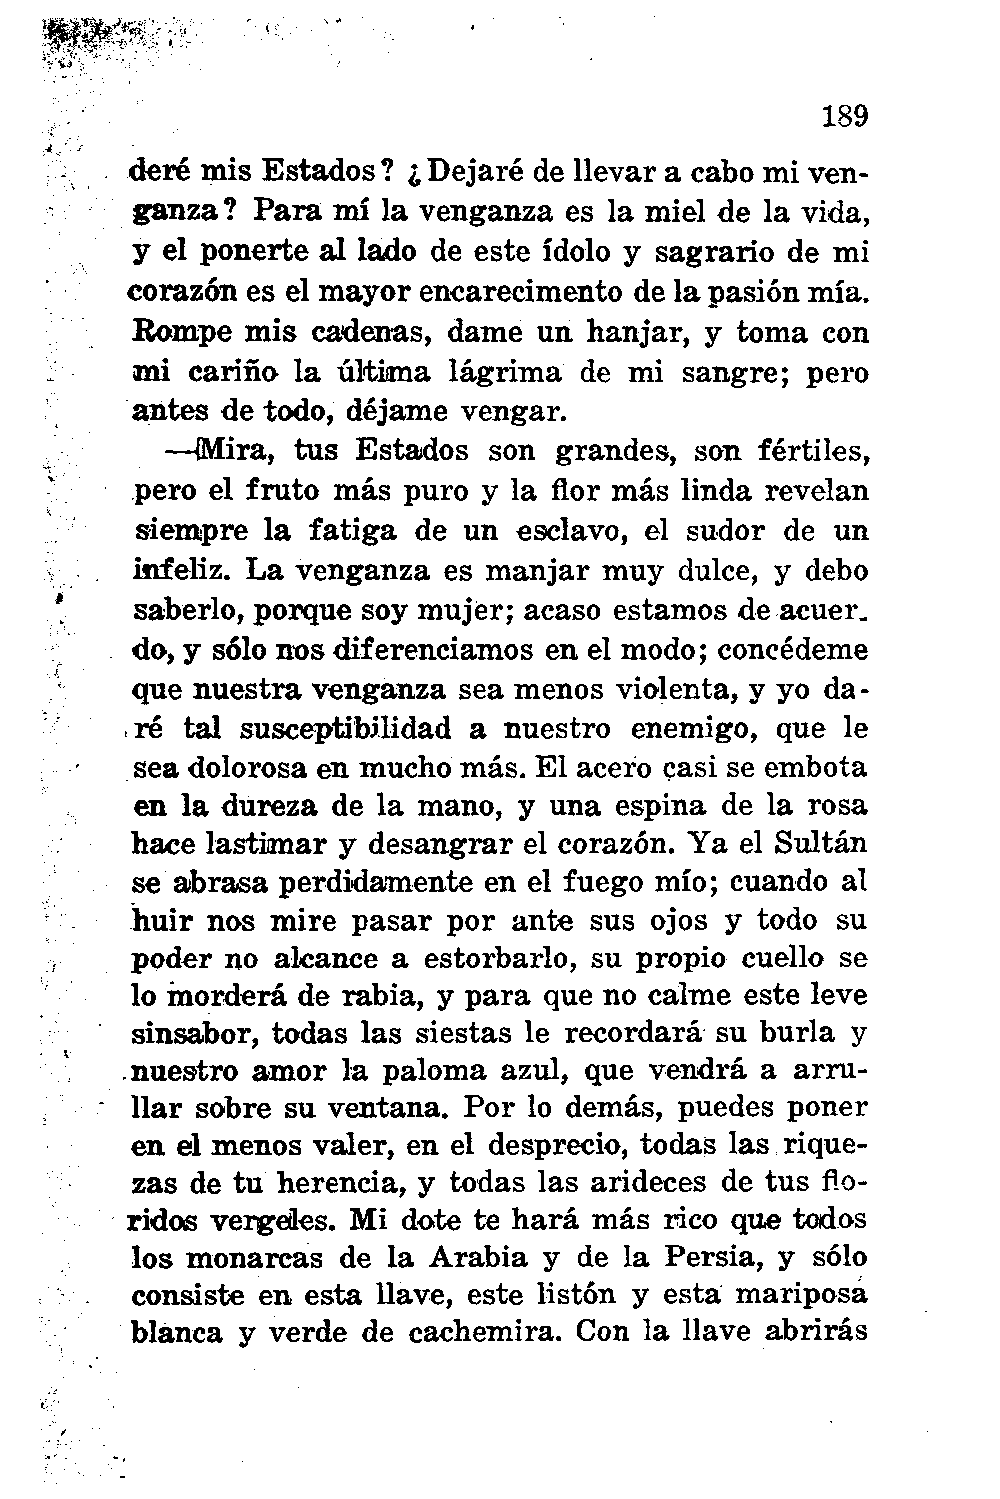 189
deré mis Estados? ¿Dejaré de llevar a cabo mi ven-
ganza? Para mí la venganza es la miel de la vida,
y el ponerte al lado de este ídolo y sagrario de mi
corazón es el mayor encarecimento de la pasión mía.
Rompe mis cadenas, dame un hanjar, y toma con
mi cariño la última lágrima de mi sangre; pero
antes de todo, déjame vengar.
—Mira, tus Estados son grandes, son fértiles,
pero el fruto más puro y la flor más linda revelan
siempre la fatiga de un esclavo, el sudor de un
infeliz. La venganza es manjar muy dulce, y debo
saberlo, porque soy mujer; acaso estamos de acuer-
do, y sólo nos diferenciamos en el modo; concédeme
que nuestra venganza sea menos violenta, y yo da-
ré tal susceptibilidad a nuestro enemigo, que le
sea dolorosa en mucho más. El acero casi se embota
en la dureza de la mano, y una espina de la rosa
hace lastimar y desangrar el corazón. Ya el Sultán
se abrasa perdidamente en el fuego mío; cuando al
huir nos mire pasar por ante sus ojos y todo su
poder no alcance a estorbarlo, su propio cuello se
lo morderá de rabia, y para que no calme este leve
sinsabor, todas las siestas le recordará su burla y
nuestro amor la paloma azul, que vendrá a arru-
llar sobre su ventana. Por lo demás, puedes poner
en el menos valer, en el desprecio, todas las rique-
zas de tu herencia, y todas las arideces de tus flo-
ridos vergeles. Mi dote te hará más rico que todos
los monarcas de la Arabia y de la Persia, y sólo
consiste en esta llave, este listón y esta mariposa
blanca y verde de cachemira. Con la llave abrirás